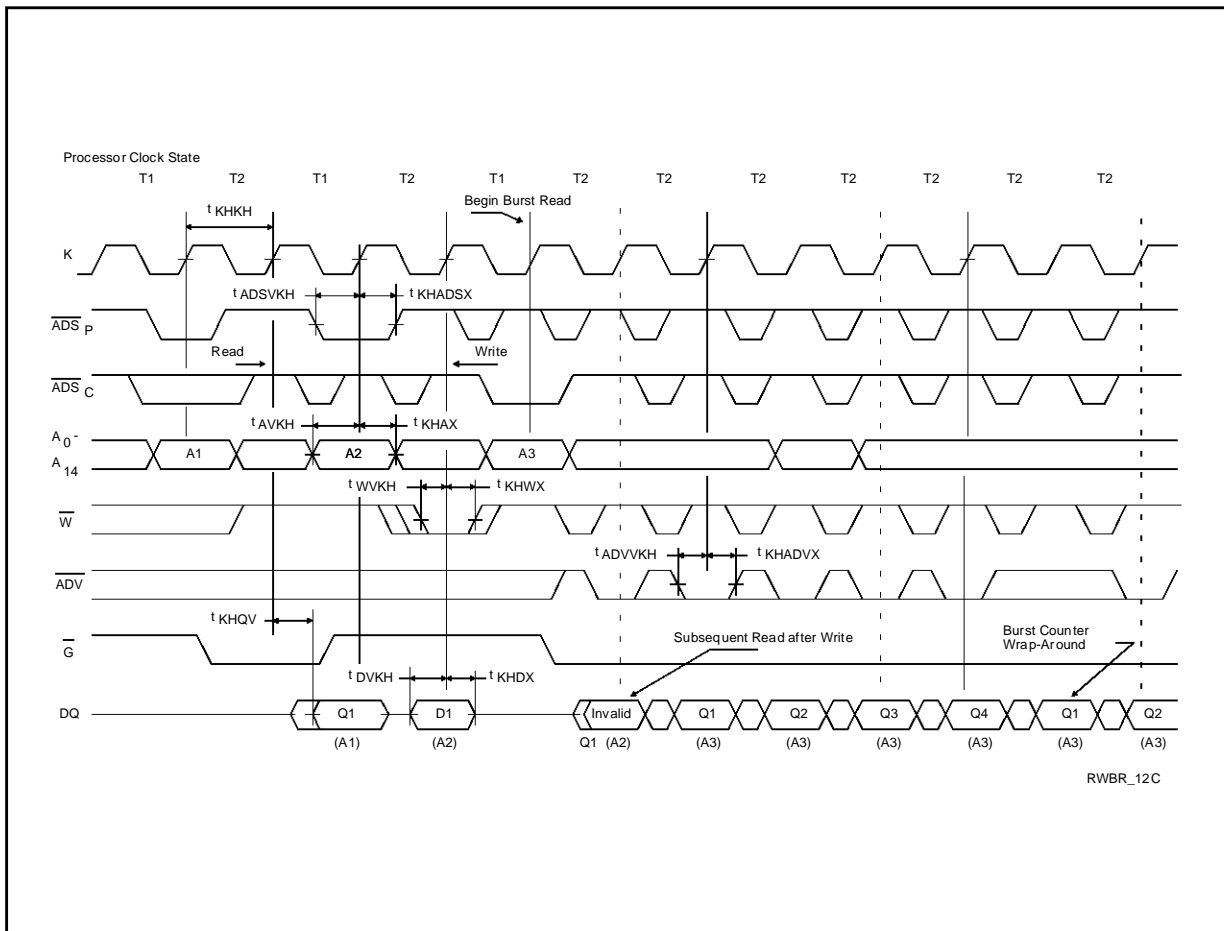 Processor Clock State
T1 T2 T1 T2 T1 T2 T2 T2 T2 T2 T2 T2
Begin Burst Read
t KHKH
K
t ADSVKH t KHADSX
ADS P
Read Write
ADS C
t AVKH t KHAX
A0-
A14
A1 A2 A3
t WVKH t KHWX
W
t ADVVKH t KHADVX
ADV
t KHQV
G
Subsequent Read after Write
Burst Counter
Wrap-Around
t DVKH t KHDX
DQ Q1 D1 Invalid Q1 Q2 Q3 Q4 Q1 Q2
(A1) (A2) Q1 (A2) (A3) (A3) (A3) (A3) (A3) (A3)
RWBR_12C